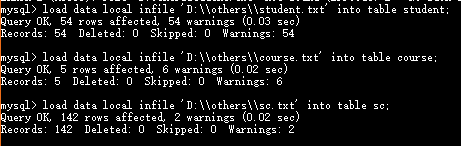 mysql> load data local infile 'D:\\others\\student.txt' into table student;
Query OK, 54 rows affected, 54 warnings (0.03 sec)
Records: 54  Deleted: 0  Skipped: 0  Warnings: 54
mysql> load data local infile 'D:\\others\\course.txt' into table course;
Query OK, 5 rows affected, 6 warnings (0.02 sec)
Records: 5  Deleted: 0  Skipped: 0  Warnings: 6
mysql> load data local infile 'D:\\others\\sc.txt' into table sc;
Query OK, 142 rows affected, 2 warnings (0.02 sec)
Records: 142  Deleted: 0  Skipped: 0  Warnings: 2